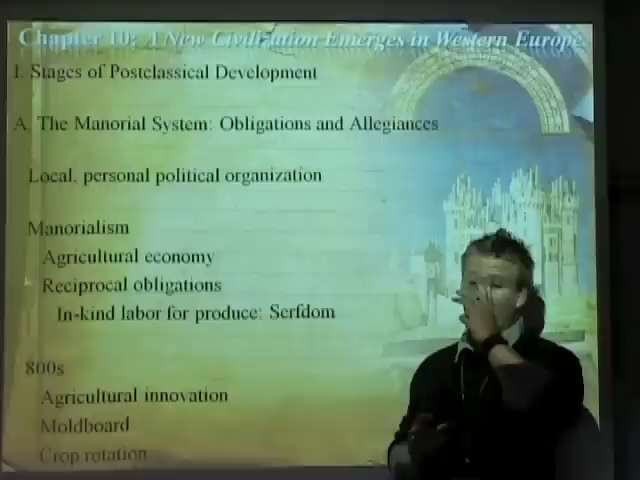 Chapter 10: A New Civilization Emerges in Western Europe
I. Stages of Postclassical Development
A. The Manorial System: Obligations and Allegiances
Local, personal political organization
Manorialism
Agricultural economy
Reciprocal obligations
In-kind labor for produce: Serfdom
800s
Agricultural innovation
Moldboard
Crop rotation